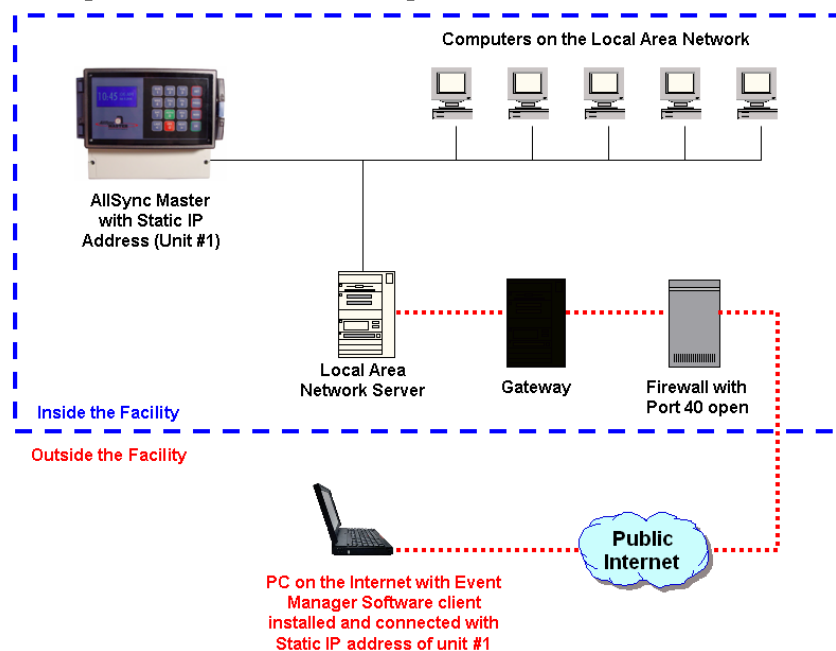 Computers on the Local Area Network
10:45
AllSync Master
with Static IP
Address (Unit #1)
Local Area
Network Server
Gateway
Firewall with
Port 40 open
Inside the Facility
Outside the Facility
Public
Internet
PC on the Internet with Event
Manager Software client
installed and connected with
Static IP address of unit #1